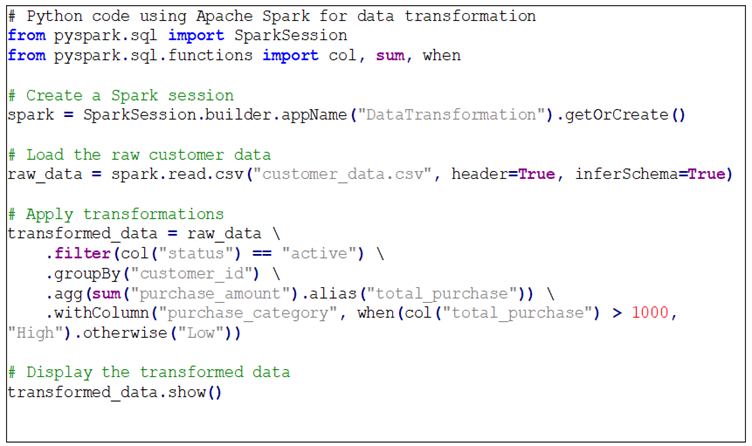 # Python code using Apache Spark for data transformation
from pyspark.sql import SparkSession
from pyspark.sql.functions import col, sum, when

# Create a Spark session
spark = SparkSession.builder.appName("DataTransformation").getOrCreate()

# Load the raw customer data
raw_data = spark.read.csv("customer_data.csv", header=True, inferSchema=True)

# Apply transformations
transformed_data = raw_data \
    .filter(col("status") == "active") \
    .groupBy("customer_id") \
    .agg(sum("purchase_amount").alias("total_purchase")) \
    .withColumn("purchase_category", when(col("total_purchase") > 1000,
"High").otherwise("Low"))

# Display the transformed data
transformed_data.show()